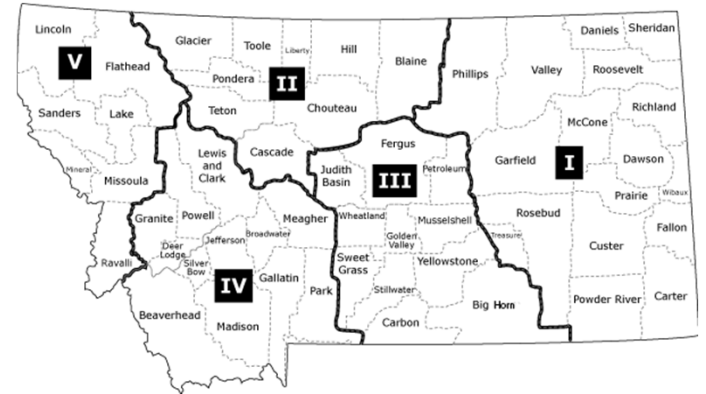 Lincoln
Flathead
V
Sanders
Lake
Mineral
Missoula
Ravalli
Glacier
Toole
Liberty
Hill
Blaine
Pondera
II
Teton
Chouteau
Cascade
Phillips
Valley
Daniels
Sheridan
Roosevelt
Richland
McCone
Garfield
I
Dawson
Prairie
Wibaux
Rosebud
Treasure
Custer
Fallon
Powder River
Carter
Fergus
Judith
Basin
III
Petroleum
Wheatland
Musselshell
Golden
Valley
Sweet
Grass
Yellowstone
Stillwater
Big Horn
Carbon
Lewis
and
Clark
Granite
Powell
Meagher
Deer
Lodge
Jefferson
Broadwater
Silver
Bow
IV
Gallatin
Park
Beaverhead
Madison